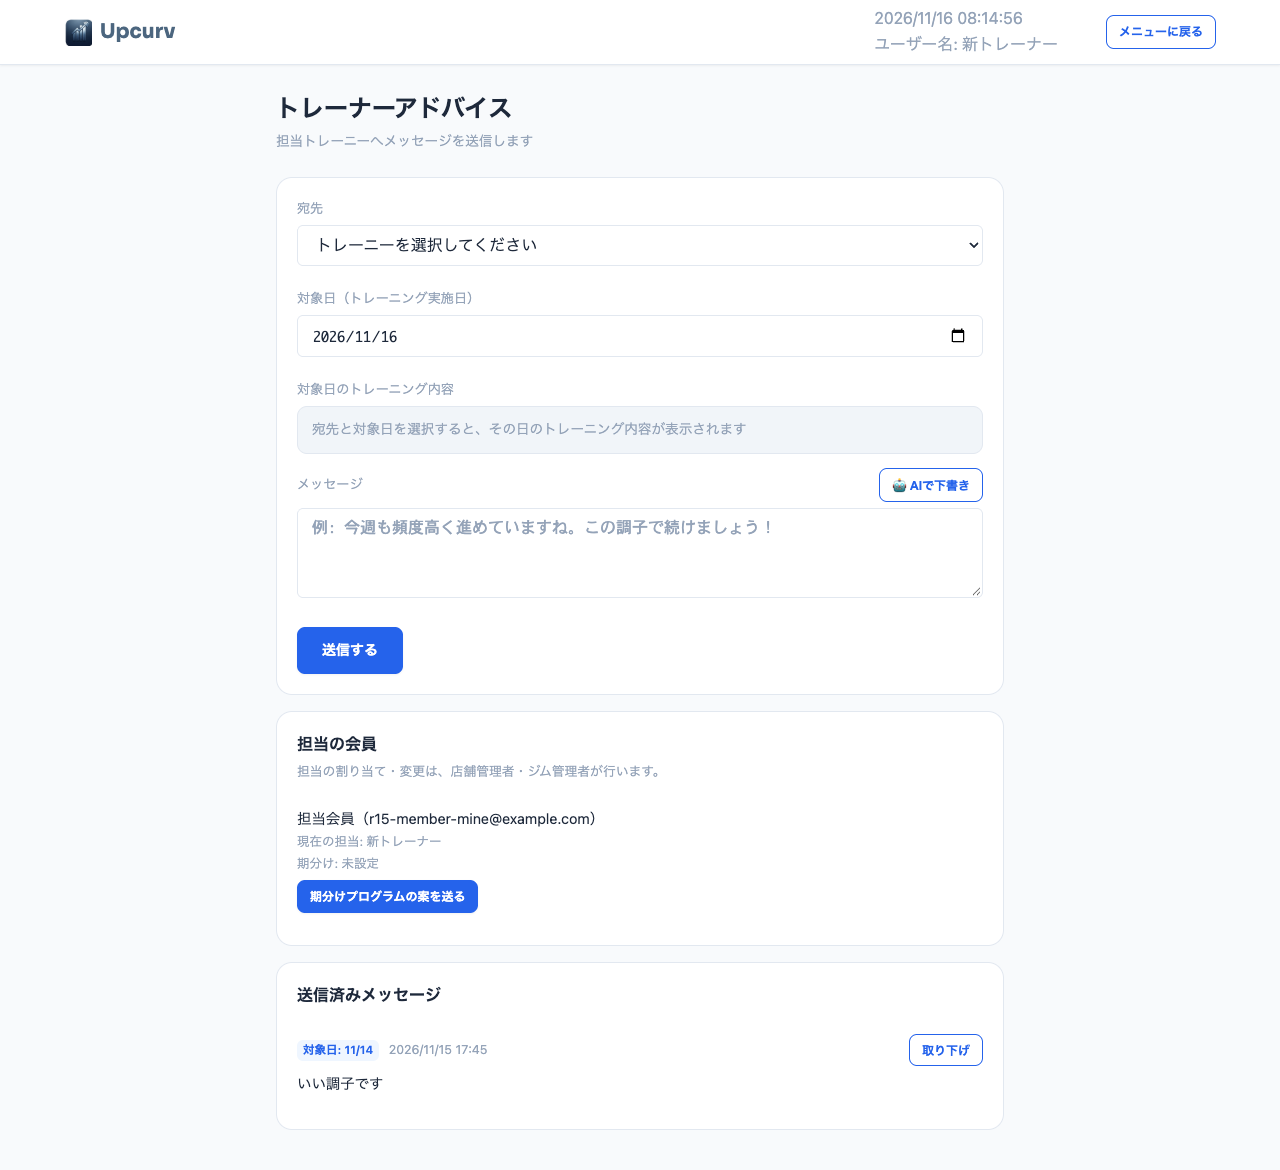 Upcurv
2026/11/16 08:14:56
ユーザー名: 新トレーナー
メニューに戻る
トレーナーアドバイス
担当トレーニーへメッセージを送信します
宛先
トレーニーを選択してください
対象日（トレーニング実施日）
2026/11/16
対象日のトレーニング内容
宛先と対象日を選択すると、その日のトレーニング内容が表示されます
メッセージ
AIで下書き
例: 今週も頻度高く進めていますね。この調子で続けましょう！
送信する
担当の会員
担当の割り当て・変更は、店舗管理者・ジム管理者が行います。
担当会員（r15-member-mine@example.com）
現在の担当: 新トレーナー
期分け: 未設定
期分けプログラムの案を送る
送信済みメッセージ
対象日: 11/14 2026/11/15 17:45
取り下げ
いい調子です